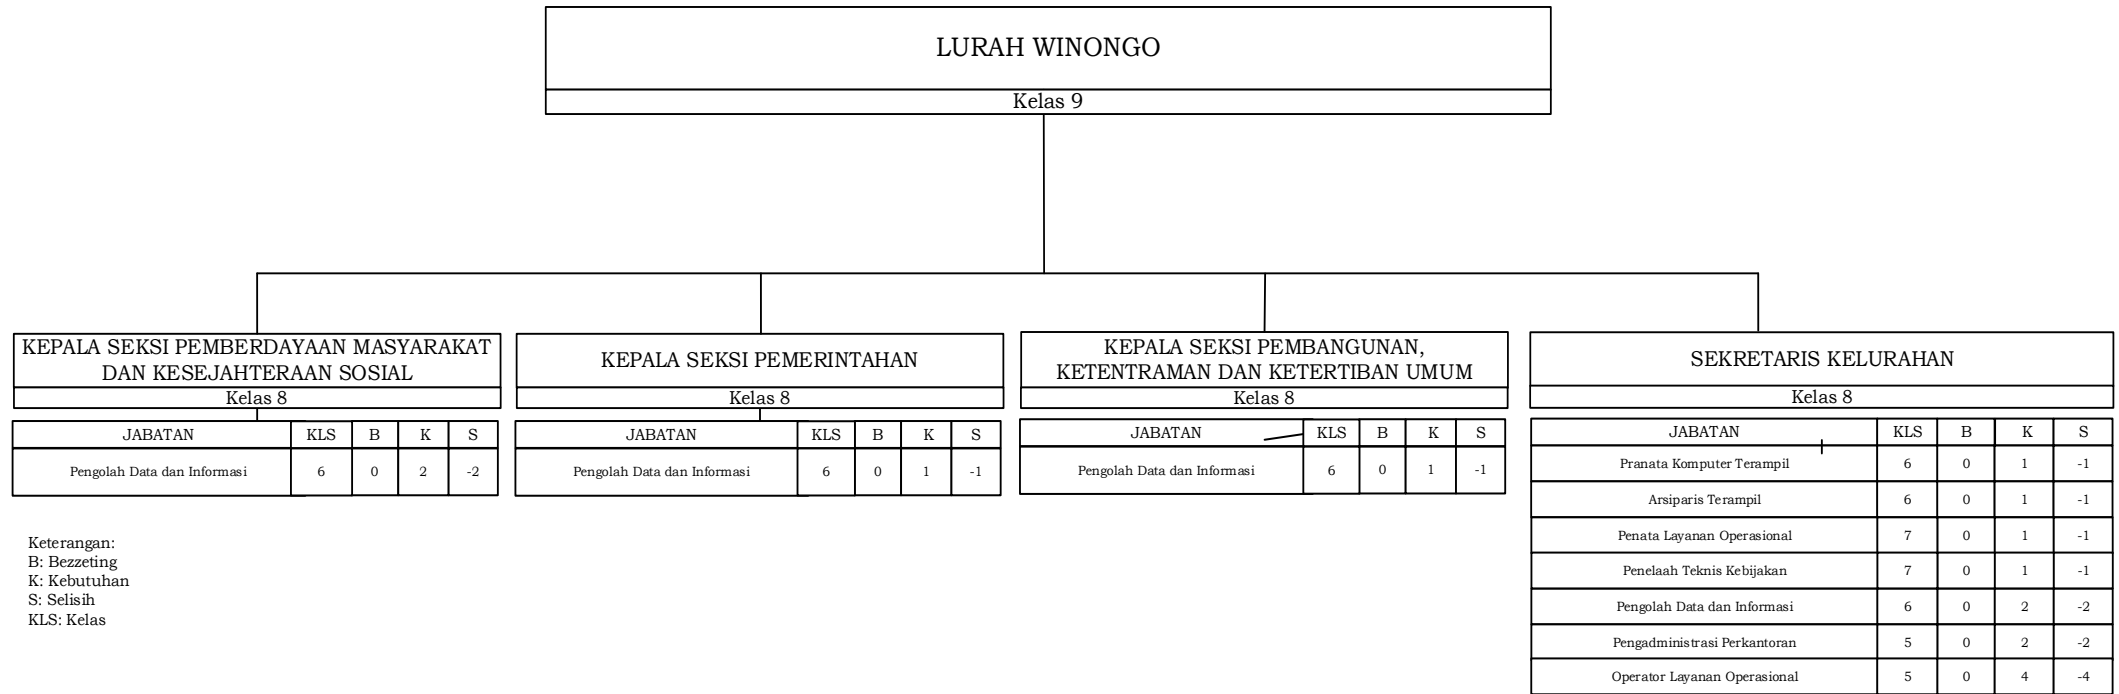 LURAH WINONGO
Kelas 9
KEPALA SEKSI PEMBERDAYAAN MASYARAKAT
DAN KESEJAHTERAAN SOSIAL
Kelas 8
JABATAN KLS B K S
Pengolah Data dan Informasi 6 0 2 -2
KEPALA SEKSI PEMERINTAHAN
Kelas 8
JABATAN KLS B K S
Pengolah Data dan Informasi 6 0 1 -1
KEPALA SEKSI PEMBANGUNAN,
KETENTRAMAN DAN KETERTIBAN UMUM
Kelas 8
JABATAN KLS B K S
Pengolah Data dan Informasi 6 0 1 -1
SEKRETARIS KELURAHAN
Kelas 8
JABATAN KLS B K S
Pranata Komputer Terampil 6 0 1 -1
Arsiparis Terampil 6 0 1 -1
Penata Layanan Operasional 7 0 1 -1
Penelaah Teknis Kebijakan 7 0 1 -1
Pengolah Data dan Informasi 6 0 2 -2
Pengadministrasi Perkantoran 5 0 2 -2
Operator Layanan Operasional 5 0 4 -4
Keterangan:
B: Bezzeting
K: Kebutuhan
S: Selisih
KLS: Kelas